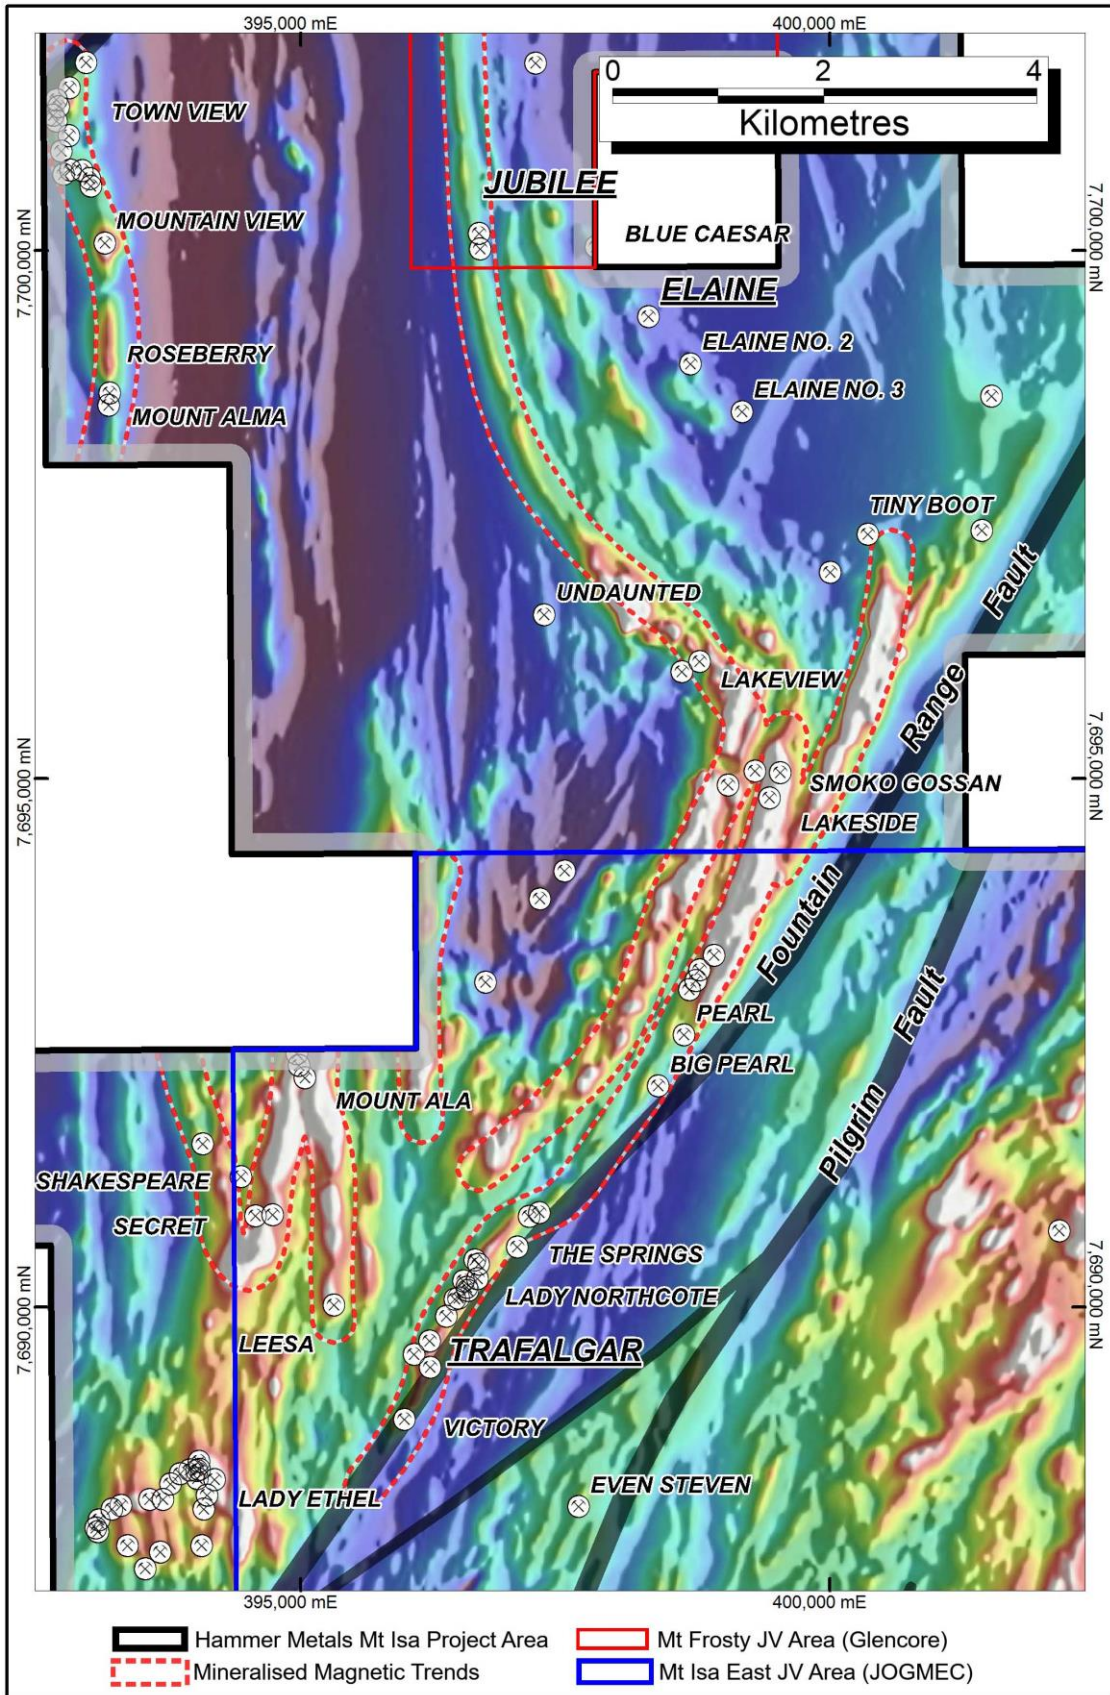 395,000 mE
400,000 mE
0 2 4
Kilometres
TOWN VIEW
JUBILEE
MOUNTAIN VIEW
BLUE CAESAR
7,700,000 mN
7,700,000 mN
ELAINE
ELAINE NO. 2
ROSEBERRY
ELAINE NO. 3
MOUNT ALMA
TINY BOOT
UNDAUNTED
LAKEVIEW
7,695,000 mN
7,695,000 mN
SMOKO GOSSAN
LAKESIDE
Fountain Range Fault
PEARL
BIG PEARL
Pilgrim Fault
MOUNT ALA
SHAKESPEARE
SECRET
THE SPRINGS
LADY NORTHCOTE
7,690,000 mN
7,690,000 mN
LEESA
TRAFALGAR
VICTORY
LADY ETHEL
EVEN STEVEN
395,000 mE
400,000 mE
Hammer Metals Mt Isa Project Area
Mt Frosty JV Area (Glencore)
Mineralised Magnetic Trends
Mt Isa East JV Area (JOGMEC)